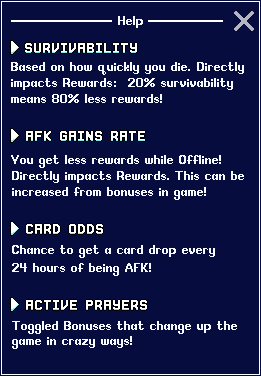 Help
SURVIVABILITY
Based on how quickly you die. Directly
impacts Rewards: 20% survivability
means 80% less rewards!
AFK GAINS RATE
You get less rewards while Offline!
Directly impacts Rewards. This can be
increased from bonuses in game!
CARD ODDS
Chance to get a card drop every
24 hours of being AFK!
ACTIVE PRAYERS
Toggled Bonuses that change up the
game in crazy ways!